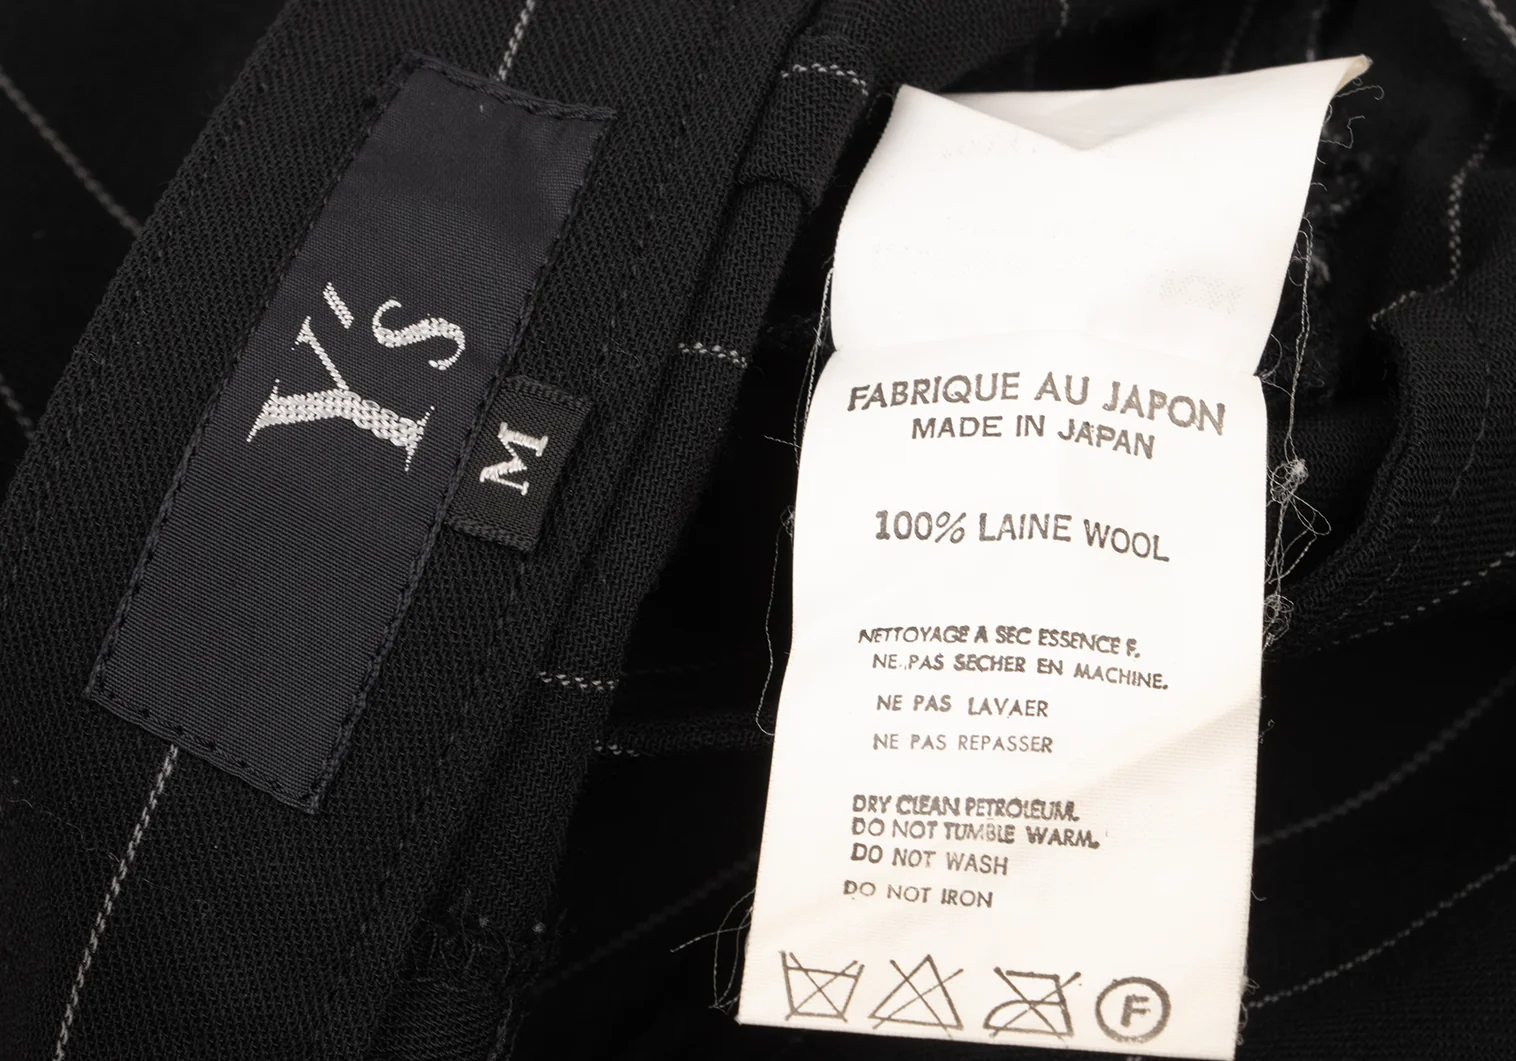 Y's
M
FABRIQUE AU JAPON
MADE IN JAPAN
100% LAINE WOOL
NETTOYAGE A SEC ESSENCE F.
NE PAS SECHER EN MACHINE.
NE PAS LAVAER
NE PAS REPASSER
DRY CLEAN PETROLEUM.
DO NOT TUMBLE WARM.
DO NOT WASH
DO NOT IRON
F